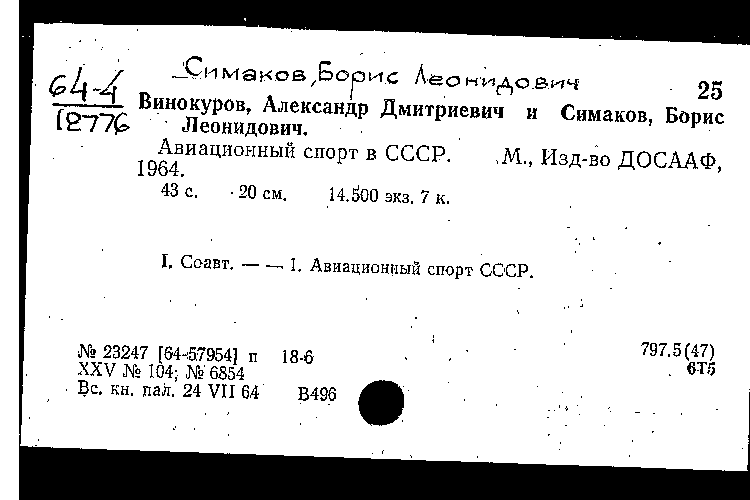 Симаков, Борис Леонидович
64-4
12776
25
Винокуров, Александр Дмитриевич и Симаков, Борис
Леонидович.
Авиационный спорт в СССР. М., Изд-во ДОСААФ,
1964.
43 с. 20 см. 14.500 экз. 7 к.
I. Соавт. — — 1. Авиационный спорт СССР.
№ 23247 [64-57954] п 18-6
797.5(47)
XXV № 104; № 6854
6Т5
Вс. кн. пал. 24 VII 64 В496